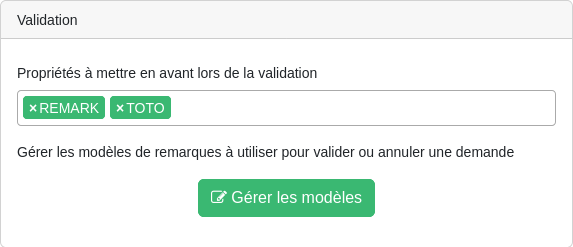 Validation
Propriétés à mettre en avant lors de la validation
×REMARK ×TOTO
Gérer les modèles de remarques à utiliser pour valider ou annuler une demande
Gérer les modèles